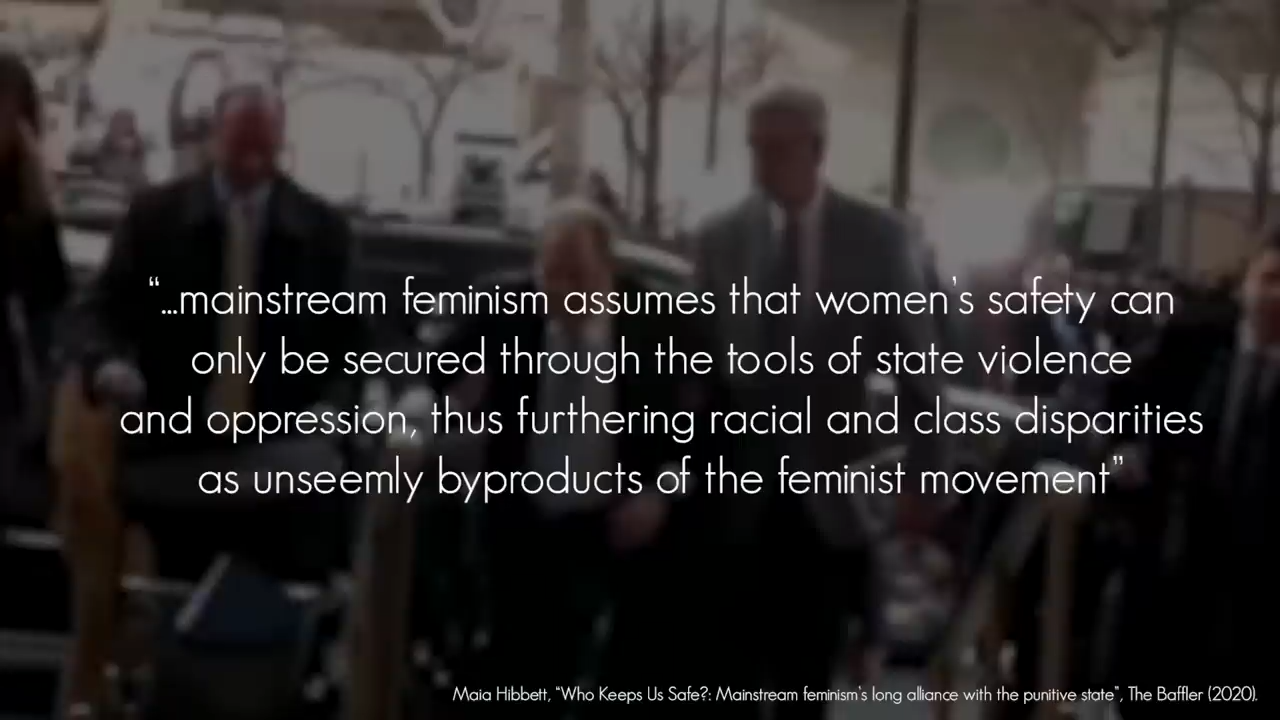 “...mainstream feminism assumes that women's safety can
only be secured through the tools of state violence
and oppression, thus furthering racial and class disparities
as unseemly byproducts of the feminist movement”
Maia Hibbett, “Who Keeps Us Safe?: Mainstream feminism's long alliance with the punitive state”, The Baffler (2020).